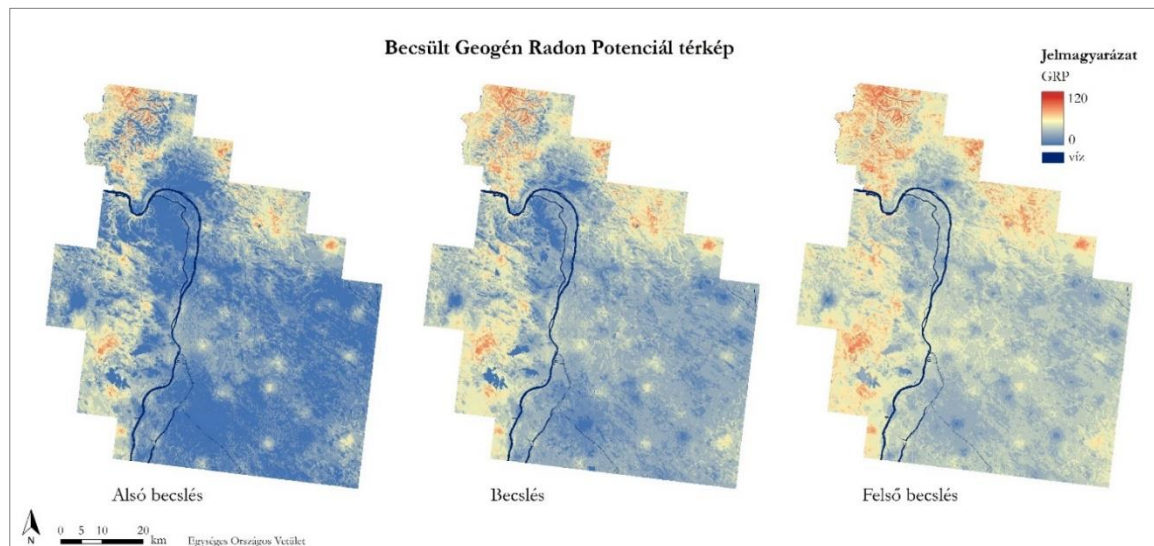 Becsült Geogén Radon Potenciál térkép
Jelmagyarázat
GRP
120
0
víz
Alsó becslés
Becslés
Felső becslés
N
0 5 10 20
km
Egységes Országos Vetület